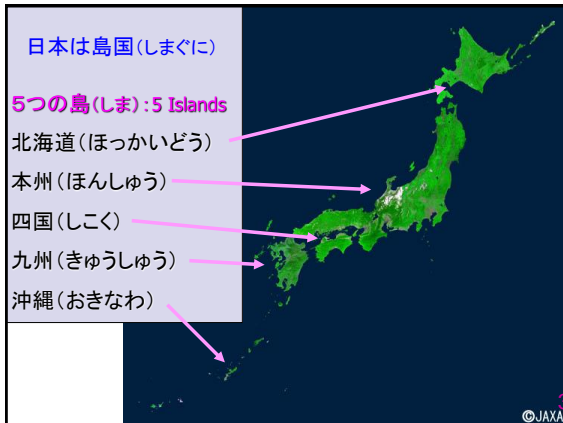 日本は島国(しまぐに)
5つの島(しま):5 Islands
北海道(ほっかいどう)
本州(ほんしゅう)
四国(しこく)
九州(きゅうしゅう)
沖縄(おきなわ)
©JAXA